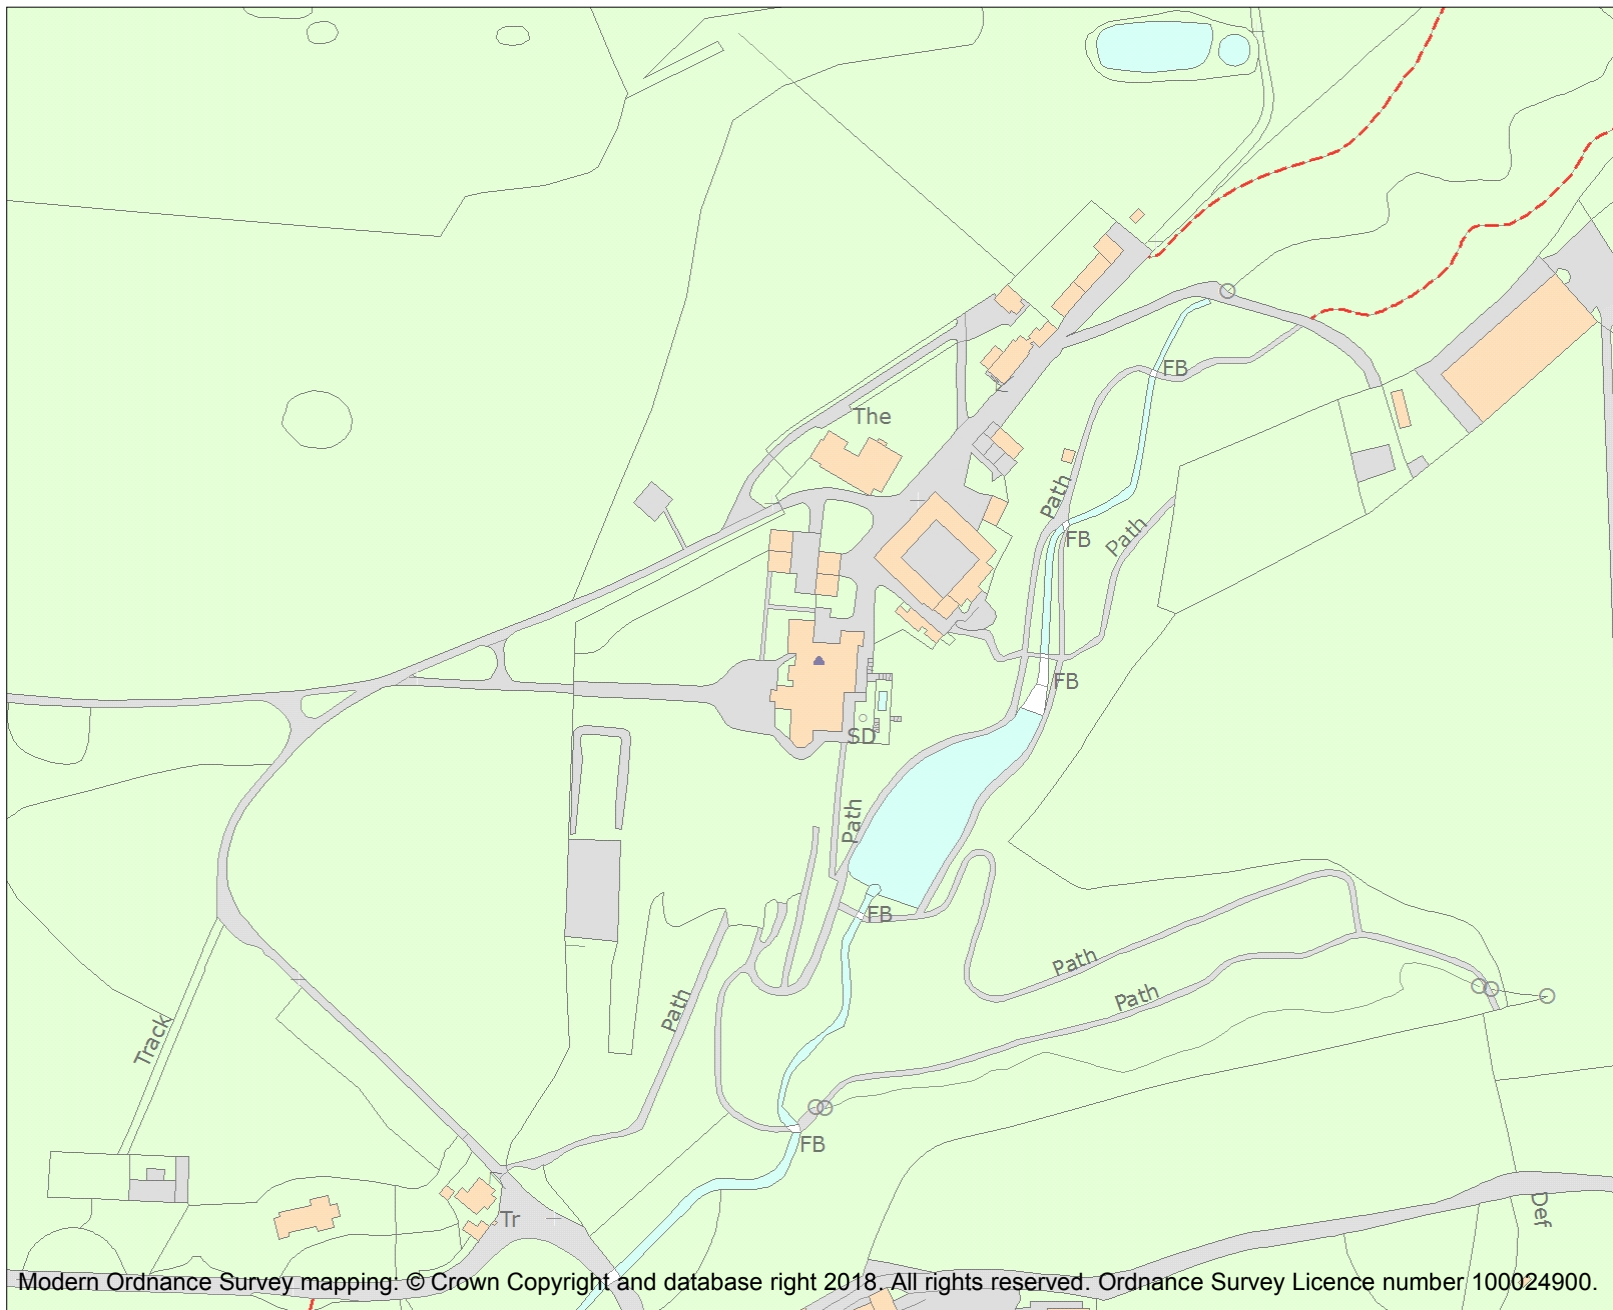 FB
The
Path
FB
Path
FB
SD
Path
FB
Path
Path
Path
Track
FB
Def
Tr
Modern Ordnance Survey mapping: © Crown Copyright and database right 2018. All rights reserved. Ordnance Survey Licence number 100024900.